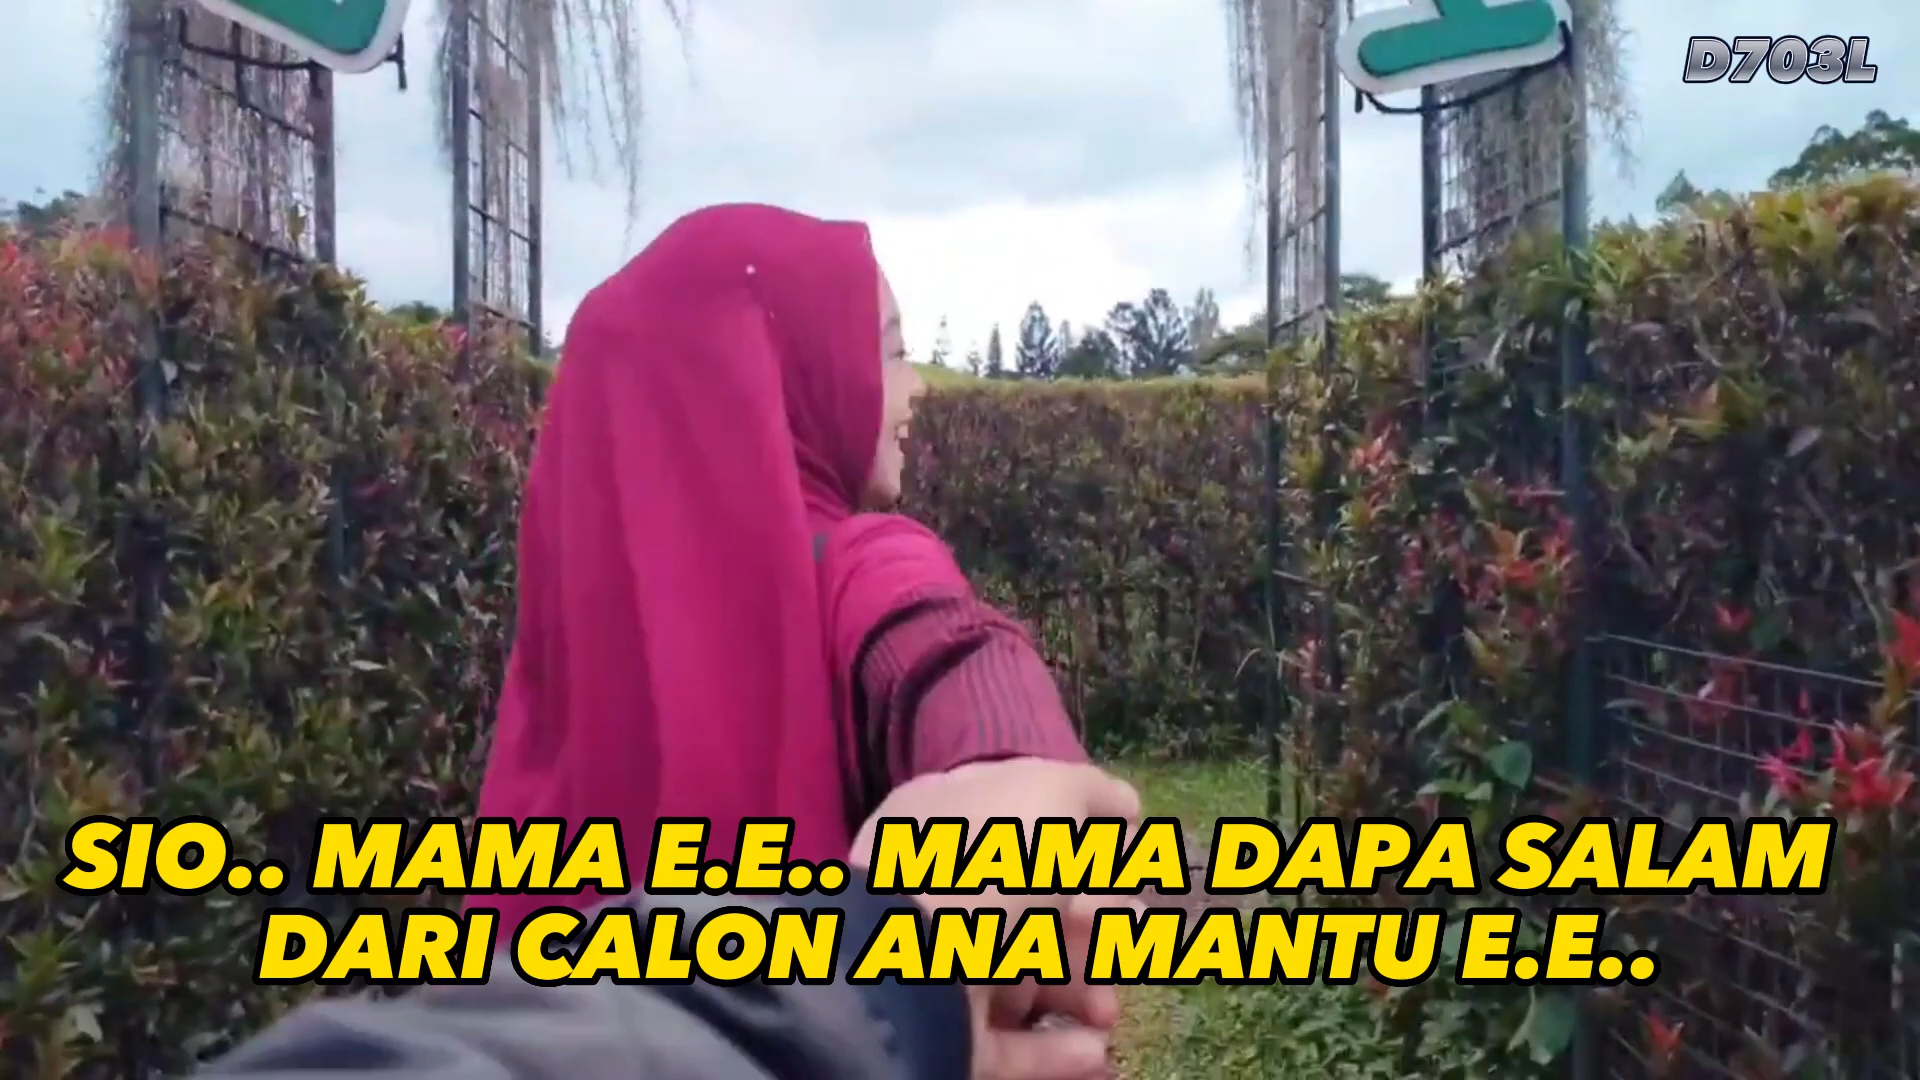 D703L
SIO.. MAMA E.E.. MAMA DAPA SALAM
DARI CALON ANA MANTU E.E..